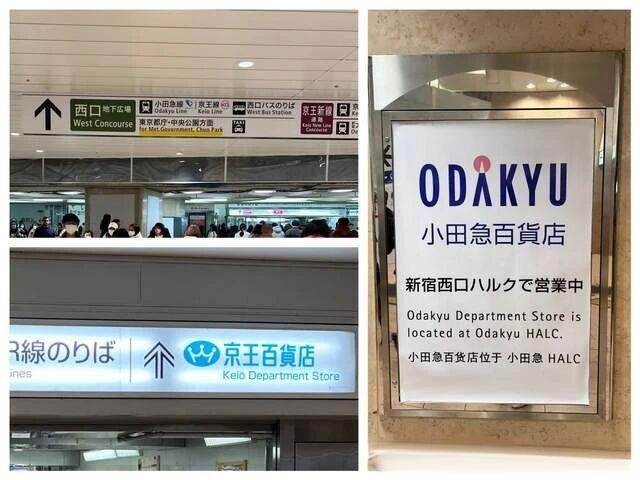 西口 地下広場
West Concourse
小田急線
Odakyu Line
京王線
Keio Line
西口バスのりば
West Bus Station
東京都庁・中央公園方面
for Met. Government, Chuo Park
京王新線
Keio New Line
Concourse
R線のりば
ines
京王百貨店
Keiō Department Store
ODAKYU
小田急百貨店
新宿西口ハルクで営業中
Odakyu Department Store is
located at Odakyu HALC.
小田急百货店位于 小田急 HALC